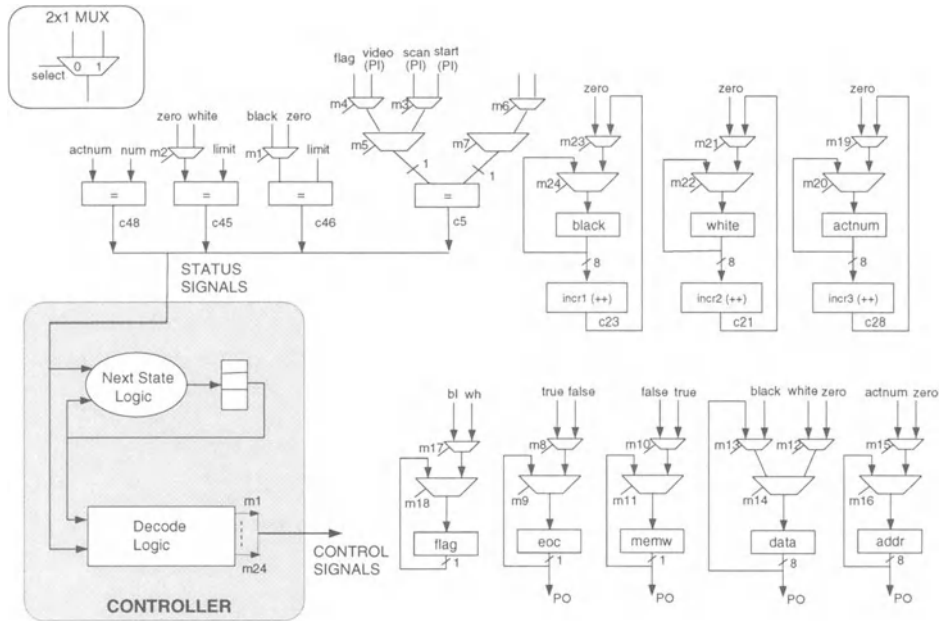 2x1 MUX
select
0 1
flag video (PI) scan (PI) start (PI)
m4
m3
m6
m5
m7
1
1
=
c5
actnum num
=
c48
zero white
m2
limit
=
c45
black zero
m1
limit
=
c46
STATUS SIGNALS
zero
m23
m24
black
8
incr1 (++)
c23
zero
m21
m22
white
8
incr2 (++)
c21
zero
m19
m20
actnum
8
incr3 (++)
c28
Next State Logic
Decode Logic
m1
m24
CONTROL SIGNALS
CONTROLLER
bl wh
m17
m18
flag
1
true false
m8
m9
eoc
1
PO
false true
m10
m11
memw
1
PO
black white zero
m13
m12
m14
data
8
PO
actnum zero
m15
m16
addr
8
PO